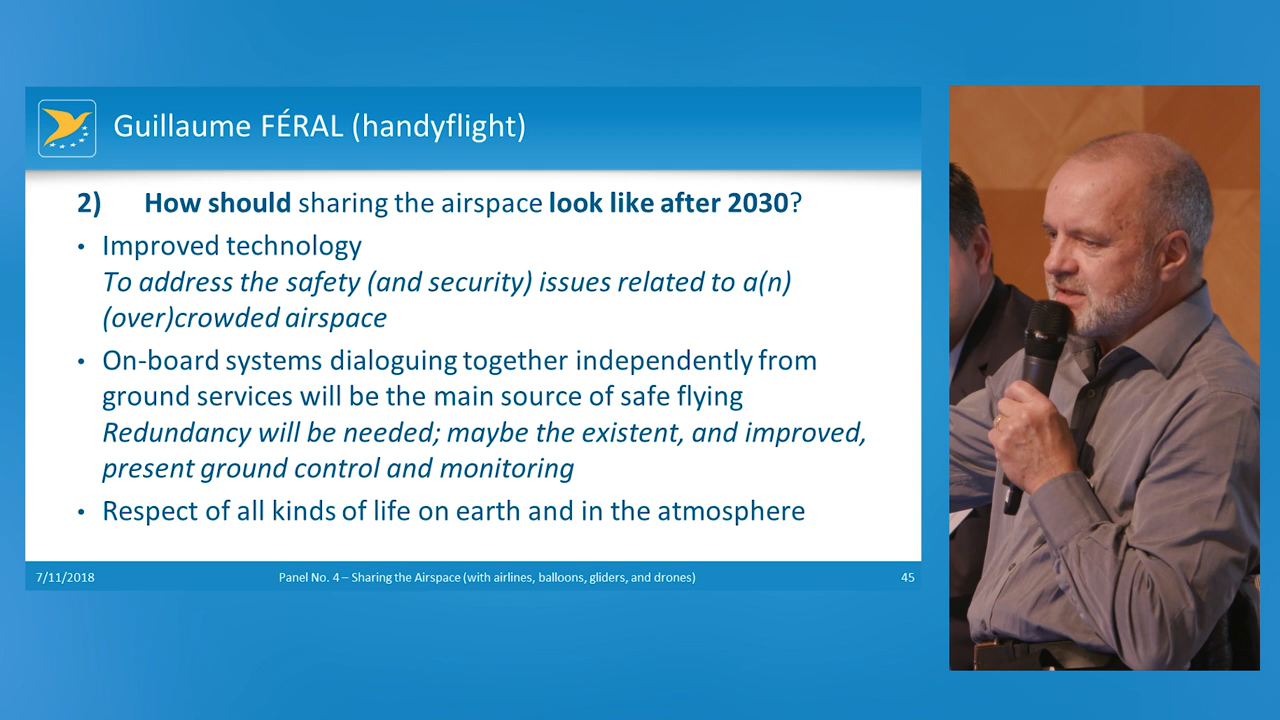 Guillaume FÉRAL (handyflight)
2) How should sharing the airspace look like after 2030?
• Improved technology
To address the safety (and security) issues related to a(n)
(over)crowded airspace
• On-board systems dialoguing together independently from
ground services will be the main source of safe flying
Redundancy will be needed; maybe the existent, and improved,
present ground control and monitoring
• Respect of all kinds of life on earth and in the atmosphere
7/11/2018 Panel No. 4 – Sharing the Airspace (with airlines, balloons, gliders, and drones) 45